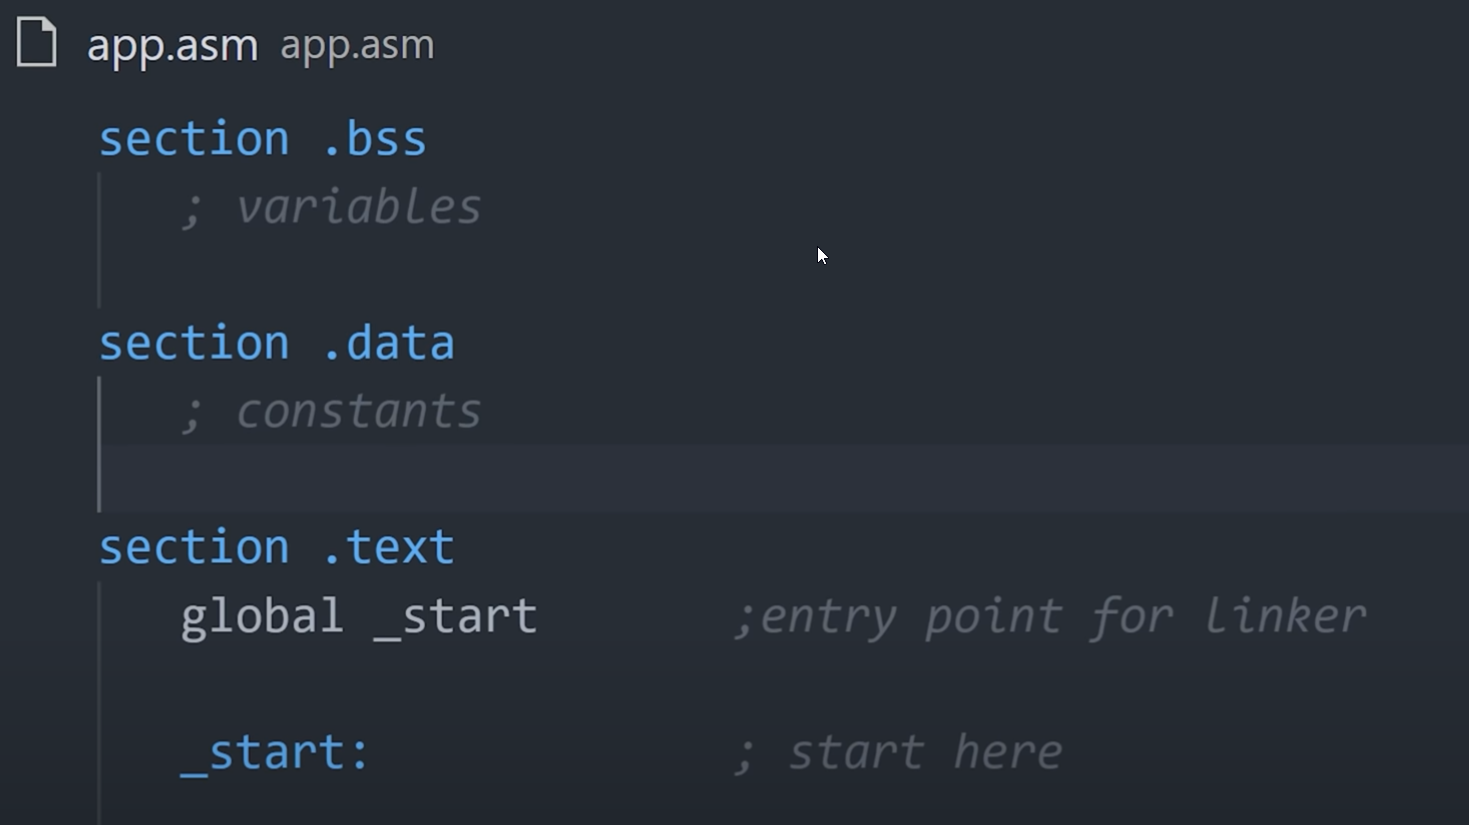 app.asm app.asm
section .bss
; variables
section .data
; constants
section .text
global _start ;entry point for linker
_start: ; start here